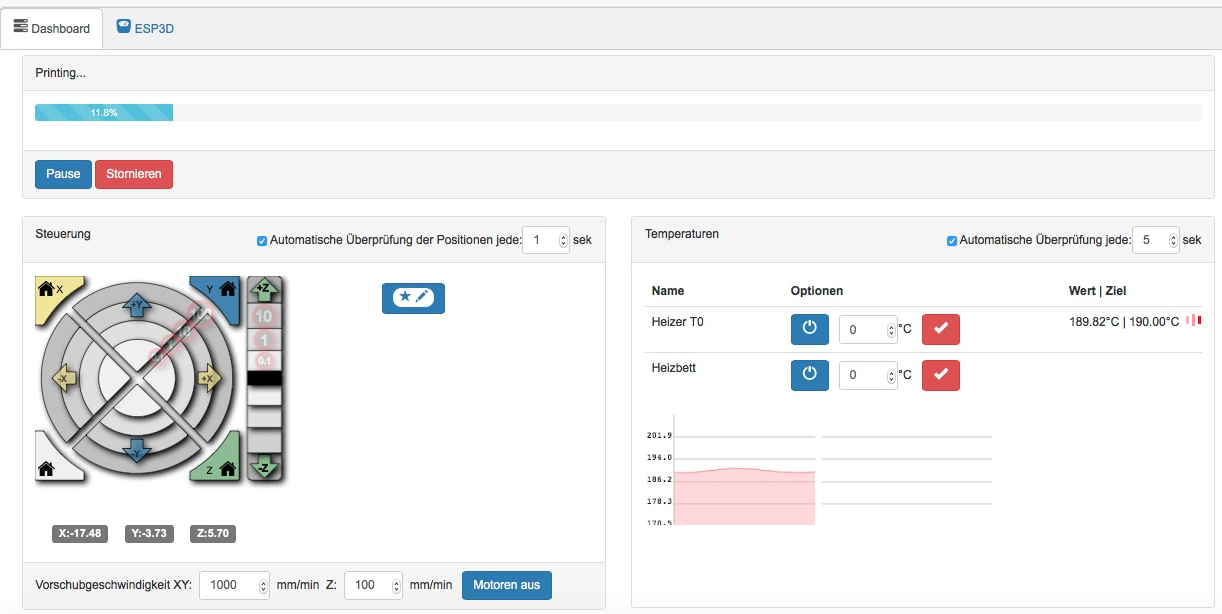 Dashboard ESP3D
Printing...
11.8%
Pause Stornieren
Steuerung
Automatische Überprüfung der Positionen jede: 1 sek
X
Y
+Y
-X
+X
-Y
Z
+Z
10
1
0.1
-Z
X:-17.48 Y:-3.73 Z:5.70
Vorschubgeschwindigkeit XY: 1000 mm/min Z: 100 mm/min Motoren aus
Temperaturen
Automatische Überprüfung jede: 5 sek
Name Optionen Wert | Ziel
Heizer T0 0 °C 189.82°C | 190.00°C
Heizbett 0 °C
201.9
194.0
186.2
178.3
170.5